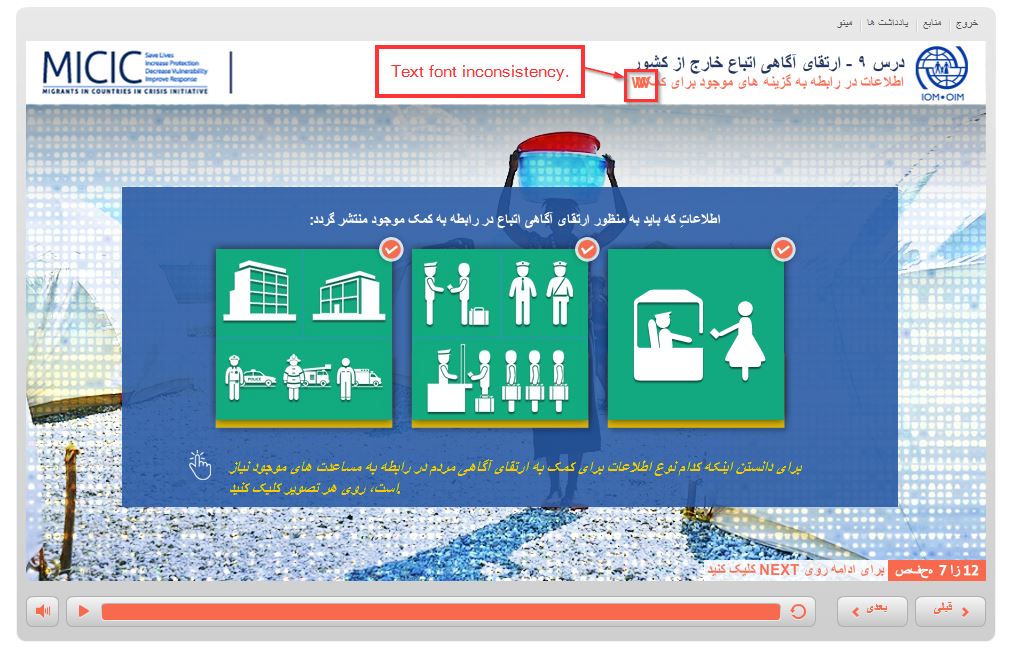 خروج
منابع
یادداشت ها
مینو
MICIC
Save Lives
Increase Protection
Decrease Vulnerability
Improve Response
MIGRANTS IN COUNTRIES IN CRISIS INITIATIVE
Text font inconsistency.
درس ۹ - ارتقای آگاهی اتباع خارج از کشور
اطلاعات در رابطه به گزینه های موجود برای کمک
IOM•OIM
اطلاعاتِ که باید به منظور ارتقای آگاهی اتباع در رابطه به کمک موجود منتشر گردد:
POLICE
برای دانستن اینکه کدام نوع اطلاعات برای کمک به ارتقای آگاهی مردم در رابطه به مساعدت های موجود نیاز
است، روی هر تصویر کلیک کنید.
برای ادامه روی NEXT کلیک کنید
12 زا 7 هحفص
بعدی
قبلی